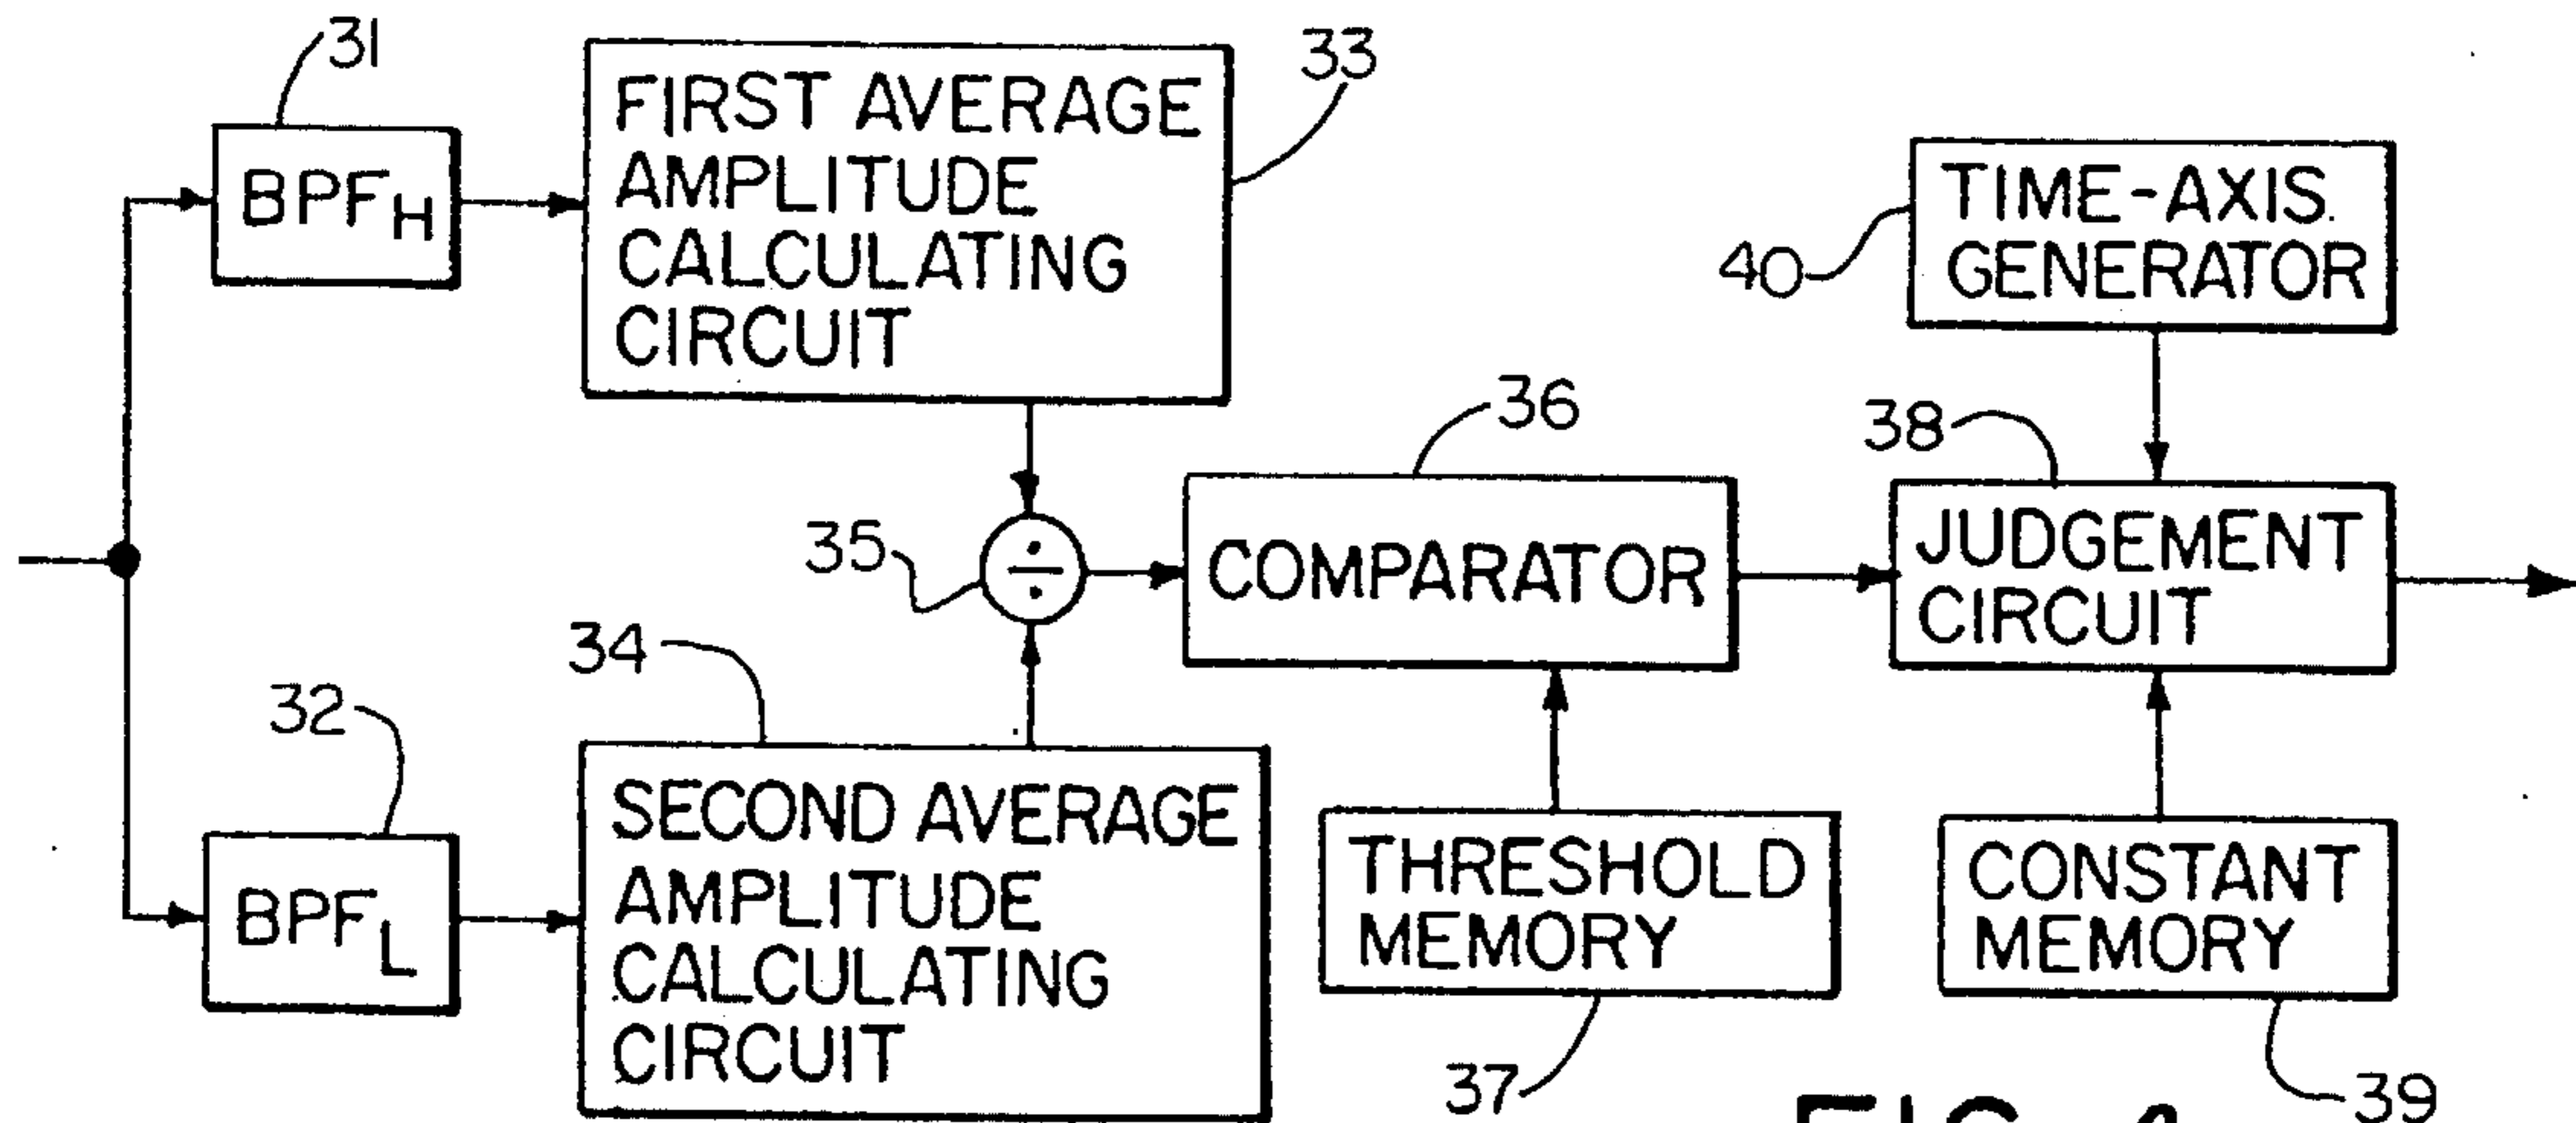 31
33
FIRST AVERAGE
AMPLITUDE
CALCULATING
CIRCUIT
BPFH
TIME-AXIS
GENERATOR
40
36
38
35
÷
COMPARATOR
JUDGEMENT
CIRCUIT
34
32
SECOND AVERAGE
AMPLITUDE
CALCULATING
CIRCUIT
BPFL
THRESHOLD
MEMORY
CONSTANT
MEMORY
37
39